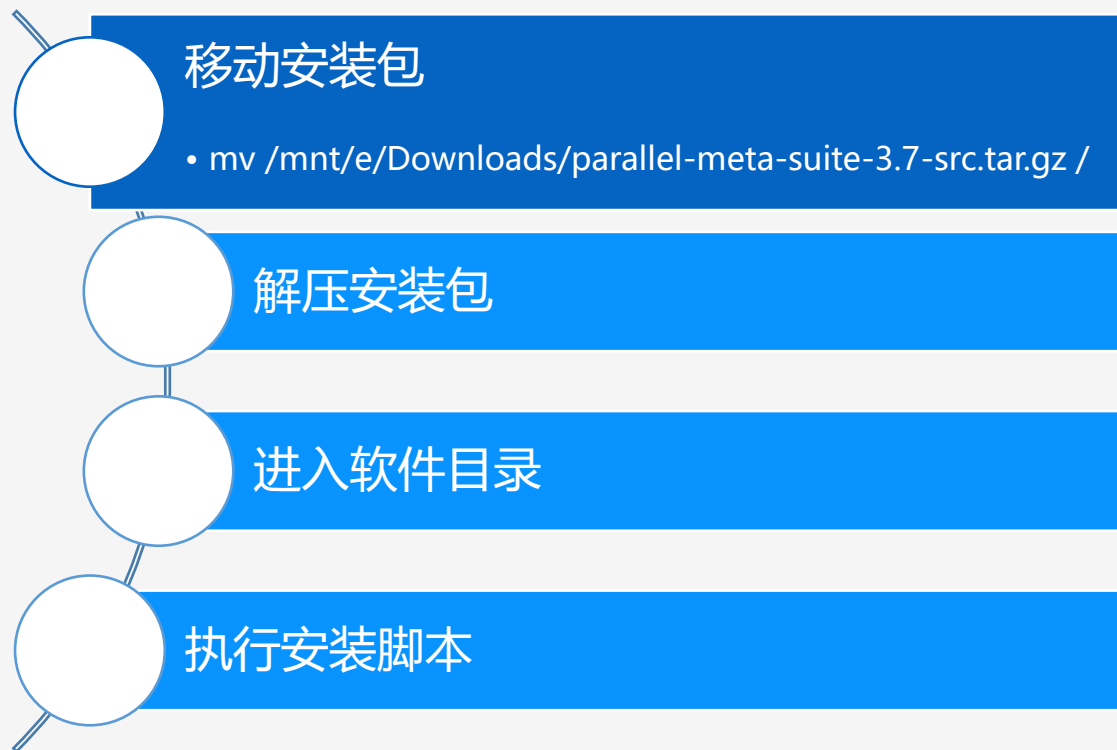 移动安装包
• mv /mnt/e/Downloads/parallel-meta-suite-3.7-src.tar.gz /
解压安装包
进入软件目录
执行安装脚本